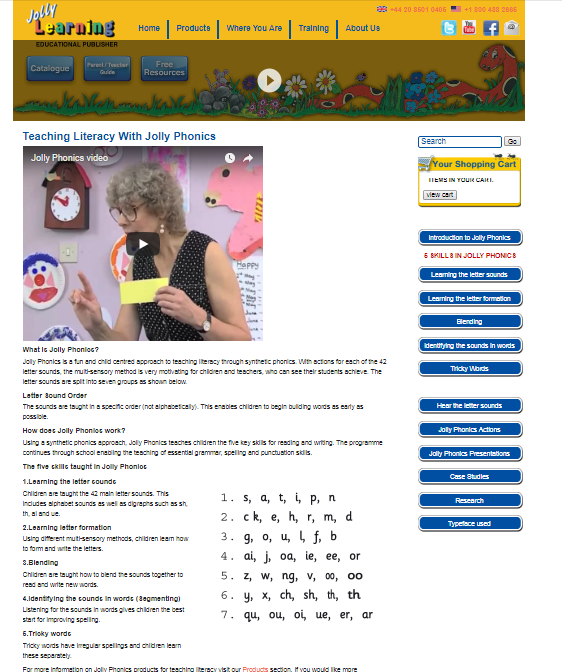 Jolly
Learning
EDUCATIONAL PUBLISHER
+44 20 8501 0405 +1 800 488 2665
Home Products Where You Are Training About Us
Catalogue
Parent / Teacher
Guide
Free
Resources
Teaching Literacy With Jolly Phonics
Jolly Phonics video
Happy
Search Go
Your Shopping Cart
ITEMS IN YOUR CART.
view cart
Introduction to Jolly Phonics
5 SKILLS IN JOLLY PHONICS
Learning the letter sounds
Learning the letter formation
Blending
Identifying the sounds in words
Tricky Words
Hear the letter sounds
Jolly Phonics Actions
Jolly Phonics Presentations
Case Studies
Research
Typeface used
What is Jolly Phonics?
Jolly Phonics is a fun and child centred approach to teaching literacy through synthetic phonics. With actions for each of the 42
letter sounds, the multi-sensory method is very motivating for children and teachers, who can see their students achieve. The
letter sounds are split into seven groups as shown below.
Letter Sound Order
The sounds are taught in a specific order (not alphabetically). This enables children to begin building words as early as
possible.
How does Jolly Phonics work?
Using a synthetic phonics approach, Jolly Phonics teaches children the five key skills for reading and writing. The programme
continues through school enabling the teaching of essential grammar, spelling and punctuation skills.
The five skills taught in Jolly Phonics
1.Learning the letter sounds
Children are taught the 42 main letter sounds. This
includes alphabet sounds as well as digraphs such as sh,
th, ai and ue.
2.Learning letter formation
Using different multi-sensory methods, children learn how
to form and write the letters.
3.Blending
Children are taught how to blend the sounds together to
read and write new words.
4.Identifying the sounds in words (Segmenting)
Listening for the sounds in words gives children the best
start for improving spelling.
5.Tricky words
Tricky words have irregular spellings and children learn
these separately.
1. s, a, t, i, p, n
2. c k, e, h, r, m, d
3. g, o, u, l, f, b
4. ai, j, oa, ie, ee, or
5. z, w, ng, v, oo, oo
6. y, x, ch, sh, th, th
7. qu, ou, oi, ue, er, ar
For more information on Jolly Phonics products for teaching literacy visit our Products section. If you would like more